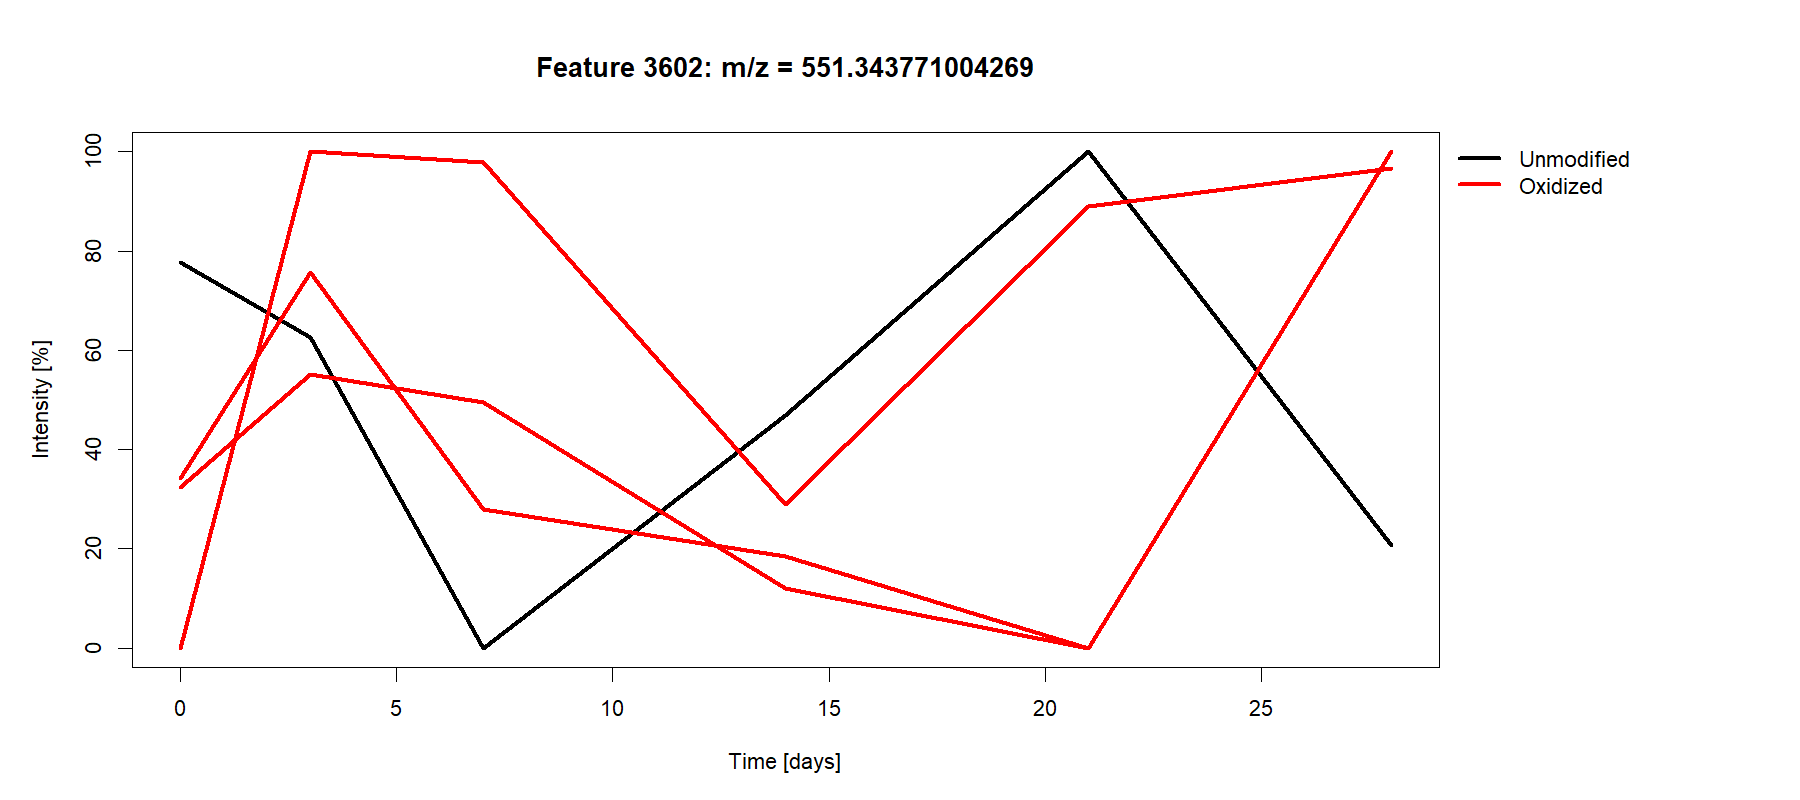 Feature 3602: m/z = 551.343771004269
Unmodified
Oxidized
Intensity [%]
100
80
60
40
20
0
0 5 10 15 20 25
Time [days]